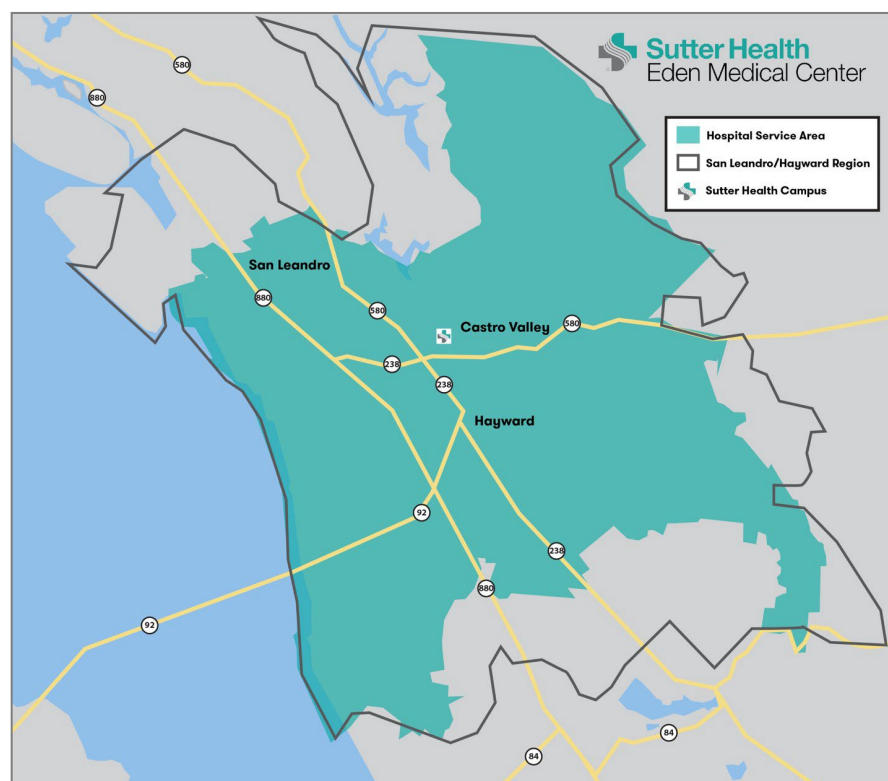 Sutter Health
Eden Medical Center
Hospital Service Area
San Leandro/Hayward Region
Sutter Health Campus
580
880
San Leandro
880
580
Castro Valley
580
238
238
Hayward
92
238
880
92
84
84